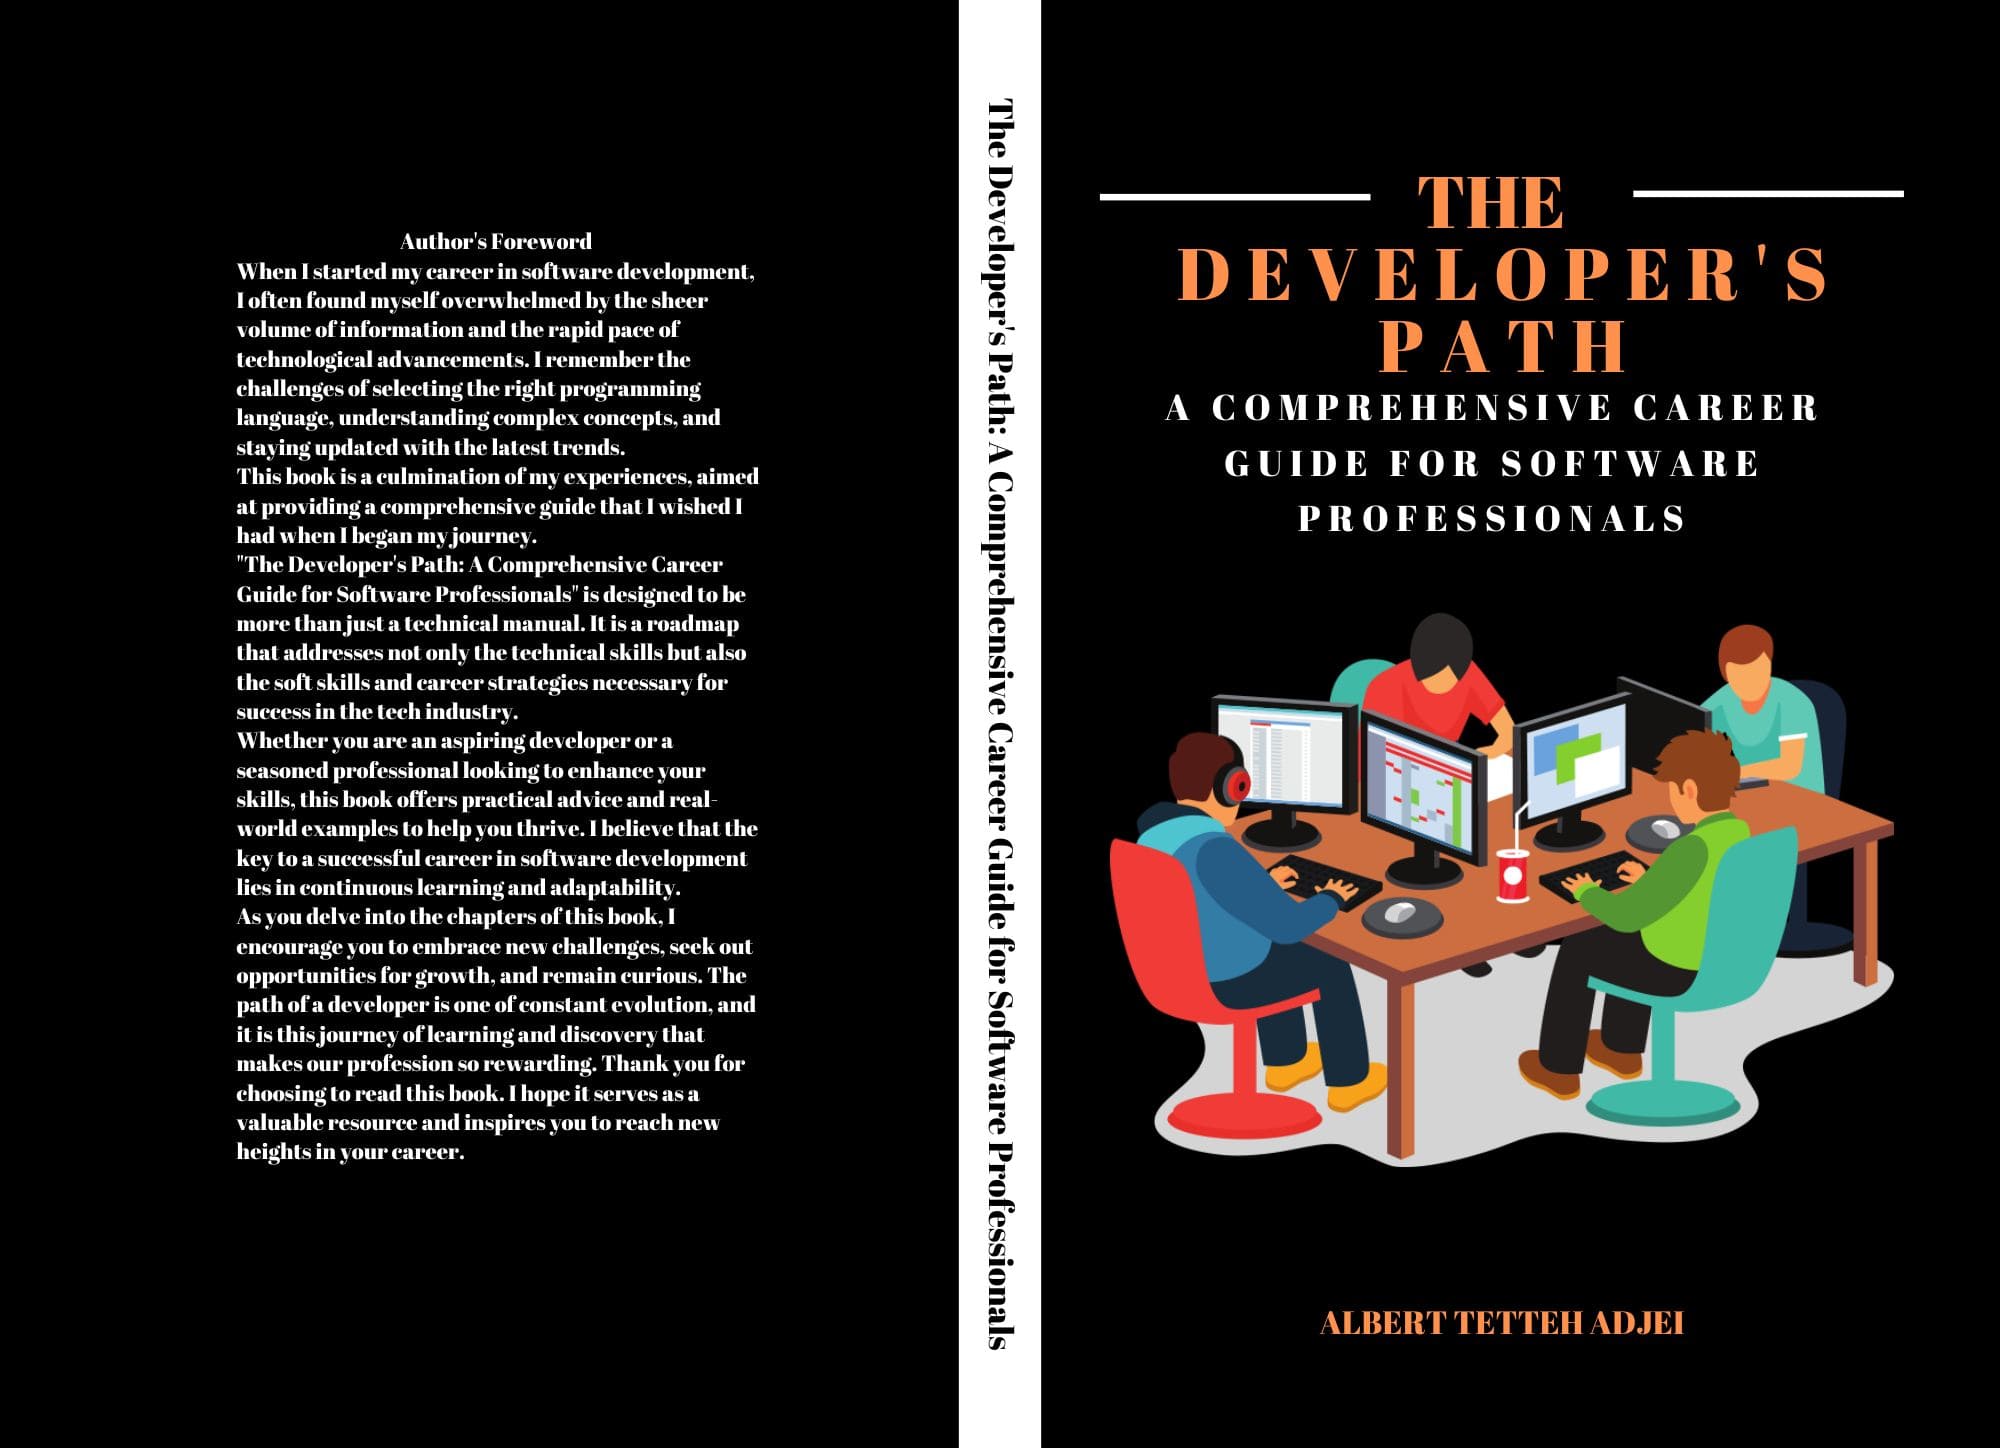 Author's Foreword
When I started my career in software development,
I often found myself overwhelmed by the sheer
volume of information and the rapid pace of
technological advancements. I remember the
challenges of selecting the right programming
language, understanding complex concepts, and
staying updated with the latest trends.
This book is a culmination of my experiences, aimed
at providing a comprehensive guide that I wished I
had when I began my journey.
"The Developer's Path: A Comprehensive Career
Guide for Software Professionals" is designed to be
more than just a technical manual. It is a roadmap
that addresses not only the technical skills but also
the soft skills and career strategies necessary for
success in the tech industry.
Whether you are an aspiring developer or a
seasoned professional looking to enhance your
skills, this book offers practical advice and real-
world examples to help you thrive. I believe that the
key to a successful career in software development
lies in continuous learning and adaptability.
As you delve into the chapters of this book, I
encourage you to embrace new challenges, seek out
opportunities for growth, and remain curious. The
path of a developer is one of constant evolution, and
it is this journey of learning and discovery that
makes our profession so rewarding. Thank you for
choosing to read this book. I hope it serves as a
valuable resource and inspires you to reach new
heights in your career.
The Developer's Path: A Comprehensive Career Guide for Software Professionals
THE
DEVELOPER'S
PATH
A COMPREHENSIVE CAREER
GUIDE FOR SOFTWARE
PROFESSIONALS
ALBERT TETTEH ADJEI